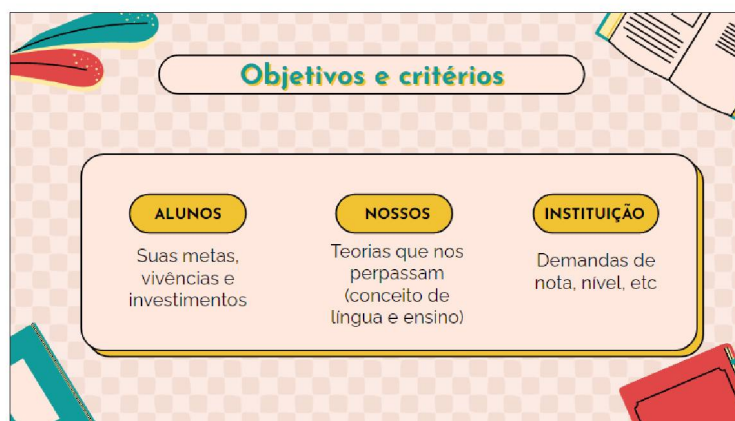 Objetivos e critérios
ALUNOS
Suas metas,
vivências e
investimentos
NOSSOS
Teorias que nos
perpassam
(conceito de
língua e ensino)
INSTITUIÇÃO
Demandas de
nota, nível, etc